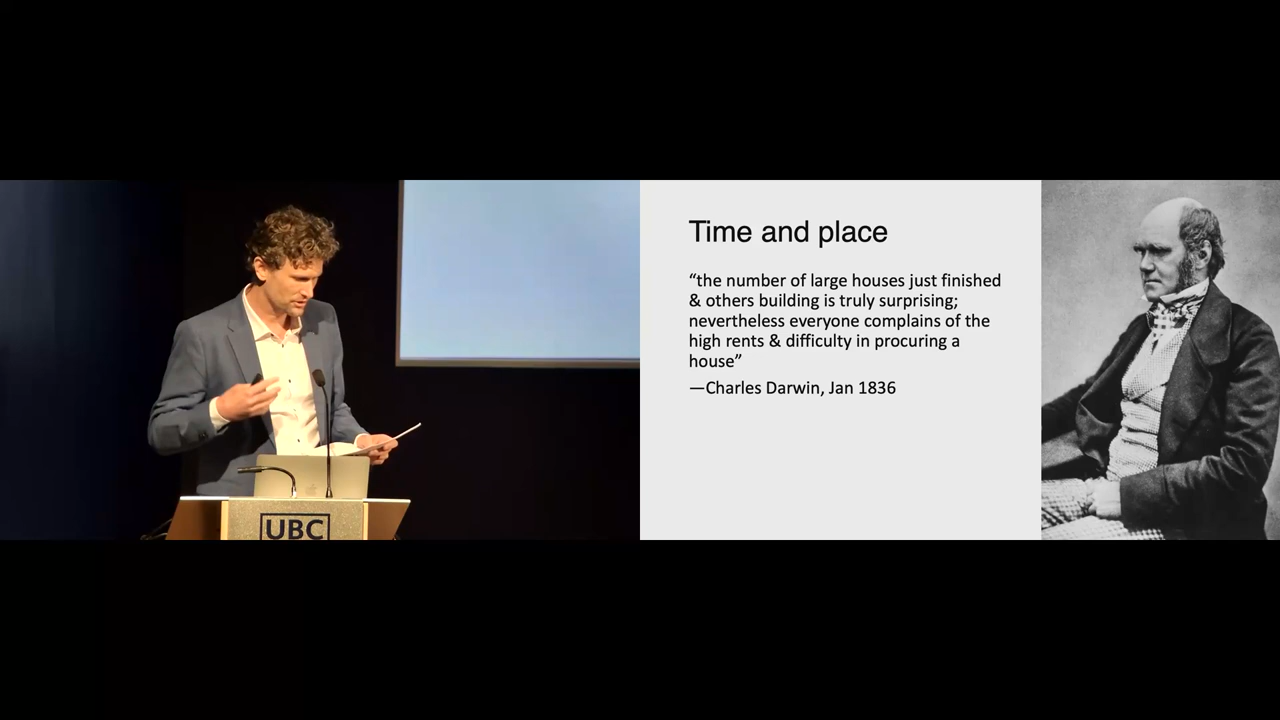 UBC
Time and place
“the number of large houses just finished
& others building is truly surprising;
nevertheless everyone complains of the
high rents & difficulty in procuring a
house”
—Charles Darwin, Jan 1836